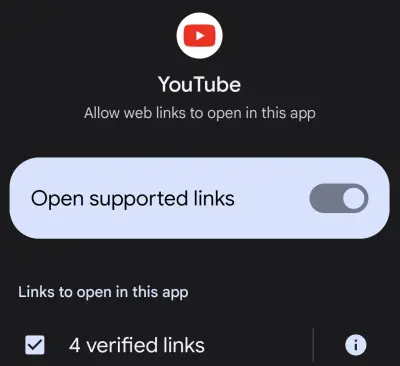 YouTube
Allow web links to open in this app
Open supported links
Links to open in this app
4 verified links